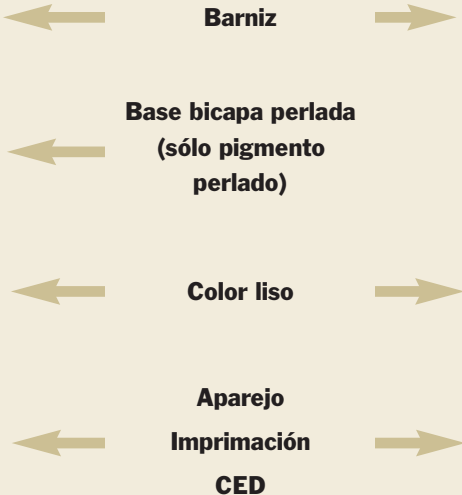 Barniz
Base bicapa perlada
(sólo pigmento
perlado)
Color liso
Aparejo
Imprimación
CED